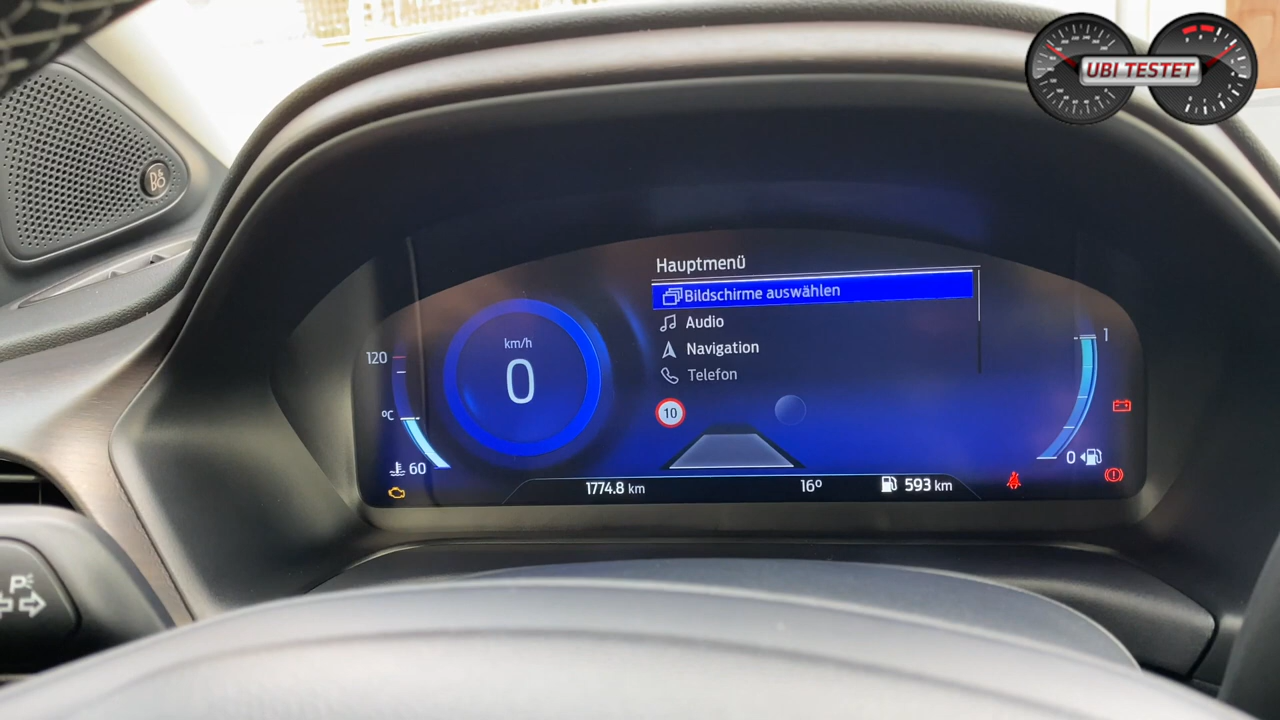 UBI TESTET
B&O
Hauptmenü
Bildschirme auswählen
km/h
0
Audio
Navigation
Telefon
120
°C
60
10
1
0
1774.8 km
16°
593 km
P